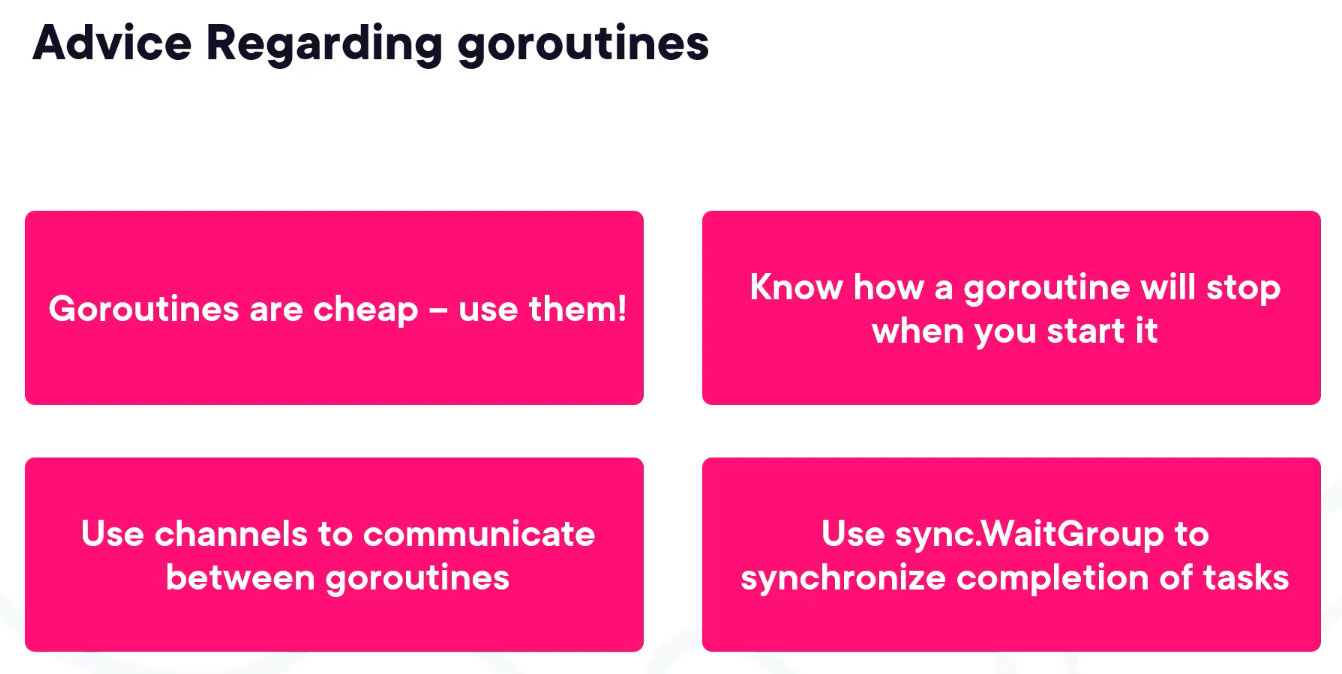 Advice Regarding goroutines
Goroutines are cheap – use them!
Know how a goroutine will stop
when you start it
Use channels to communicate
between goroutines
Use sync.WaitGroup to
synchronize completion of tasks